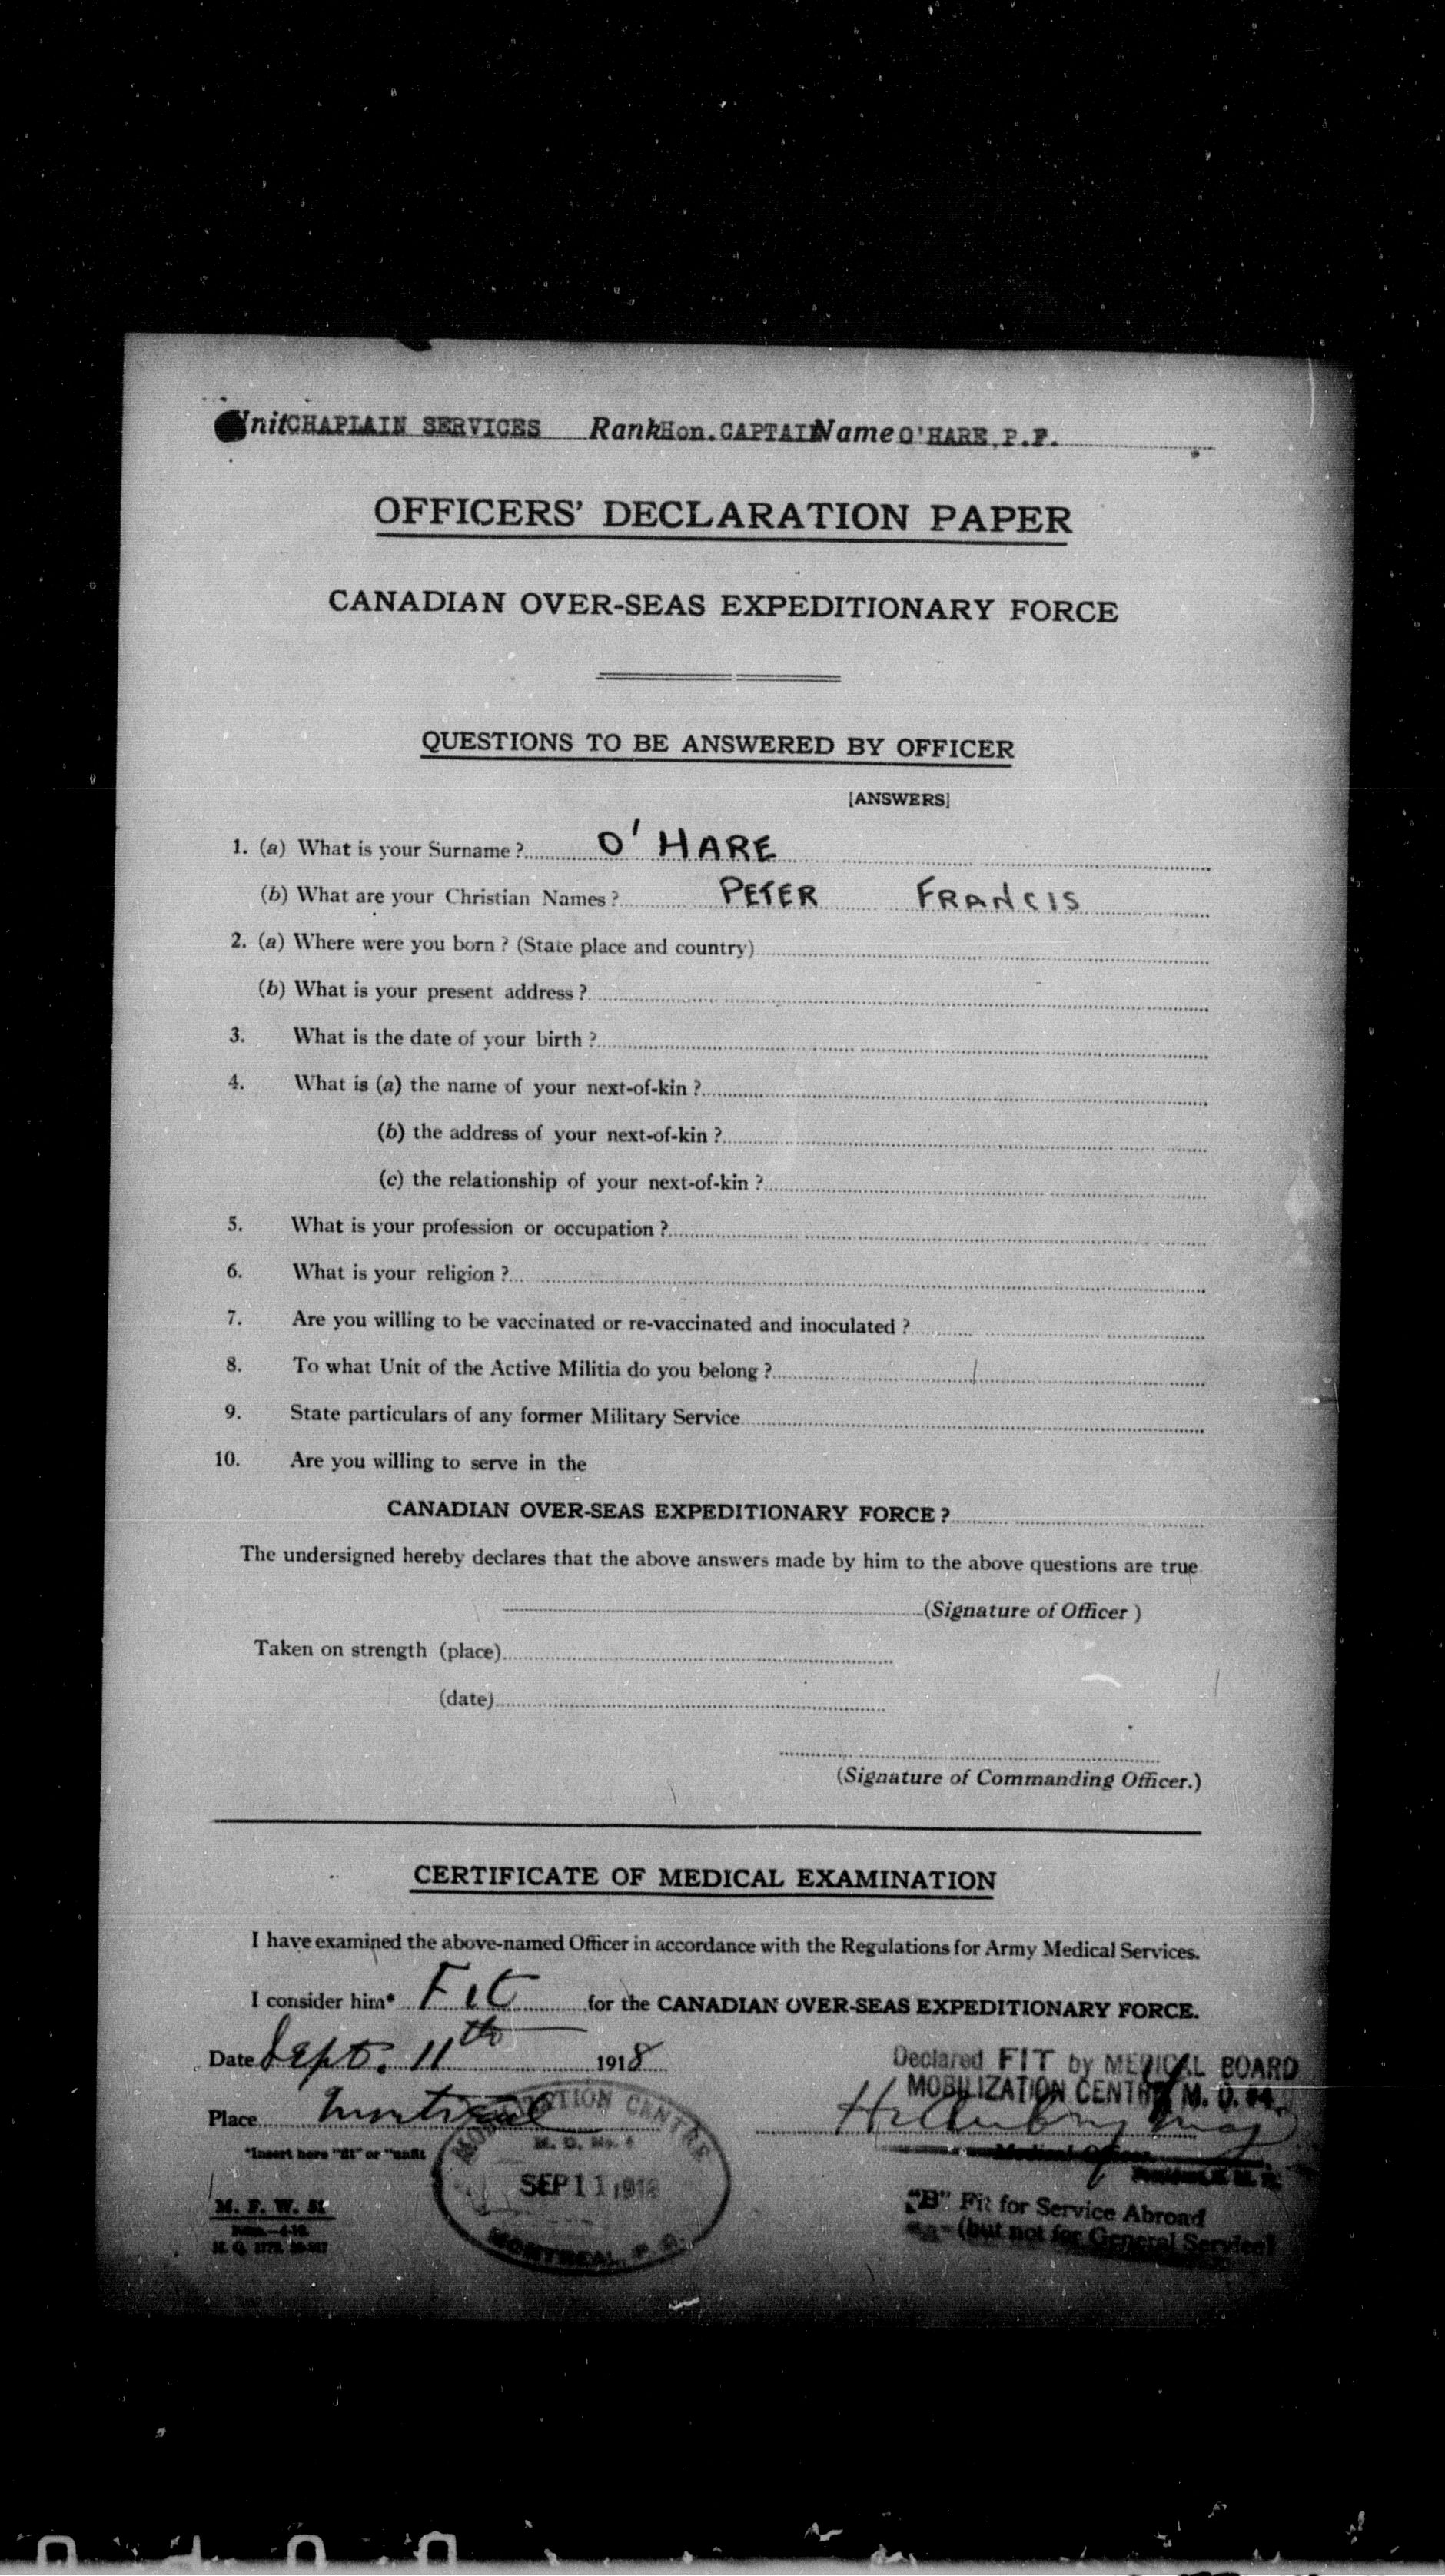 Unit CHAPLAIN SERVICES Rank Hon. CAPTAIN Name O'HARE, P.F.
OFFICERS' DECLARATION PAPER
CANADIAN OVER-SEAS EXPEDITIONARY FORCE
QUESTIONS TO BE ANSWERED BY OFFICER
[ANSWERS]
1. (a) What is your Surname ? O'HARE
(b) What are your Christian Names ? PETER FRANCIS
2. (a) Where were you born ? (State place and country)
(b) What is your present address ?
3. What is the date of your birth ?
4. What is (a) the name of your next-of-kin ?
(b) the address of your next-of-kin ?
(c) the relationship of your next-of-kin ?
5. What is your profession or occupation ?
6. What is your religion ?
7. Are you willing to be vaccinated or re-vaccinated and inoculated ?
8. To what Unit of the Active Militia do you belong ?
9. State particulars of any former Military Service
10. Are you willing to serve in the
CANADIAN OVER-SEAS EXPEDITIONARY FORCE ?
The undersigned hereby declares that the above answers made by him to the above questions are true
(Signature of Officer )
Taken on strength (place)
(date)
(Signature of Commanding Officer.)
CERTIFICATE OF MEDICAL EXAMINATION
I have examined the above-named Officer in accordance with the Regulations for Army Medical Services.
I consider him* Fit for the CANADIAN OVER-SEAS EXPEDITIONARY FORCE.
Date Sept. 11th 1918
Declared FIT by MEDICAL BOARD
MOBILIZATION CENTRE M. D. #4.
Place Montreal
*Insert here "fit" or "unfit
Medical Officer
MOBILIZATION CENTRE
M. D. No. 4
SEP 11 1918
MONTREAL, P. Q.
M. F. W. 51
"B" Fit for Service Abroad
(but not for General Service)